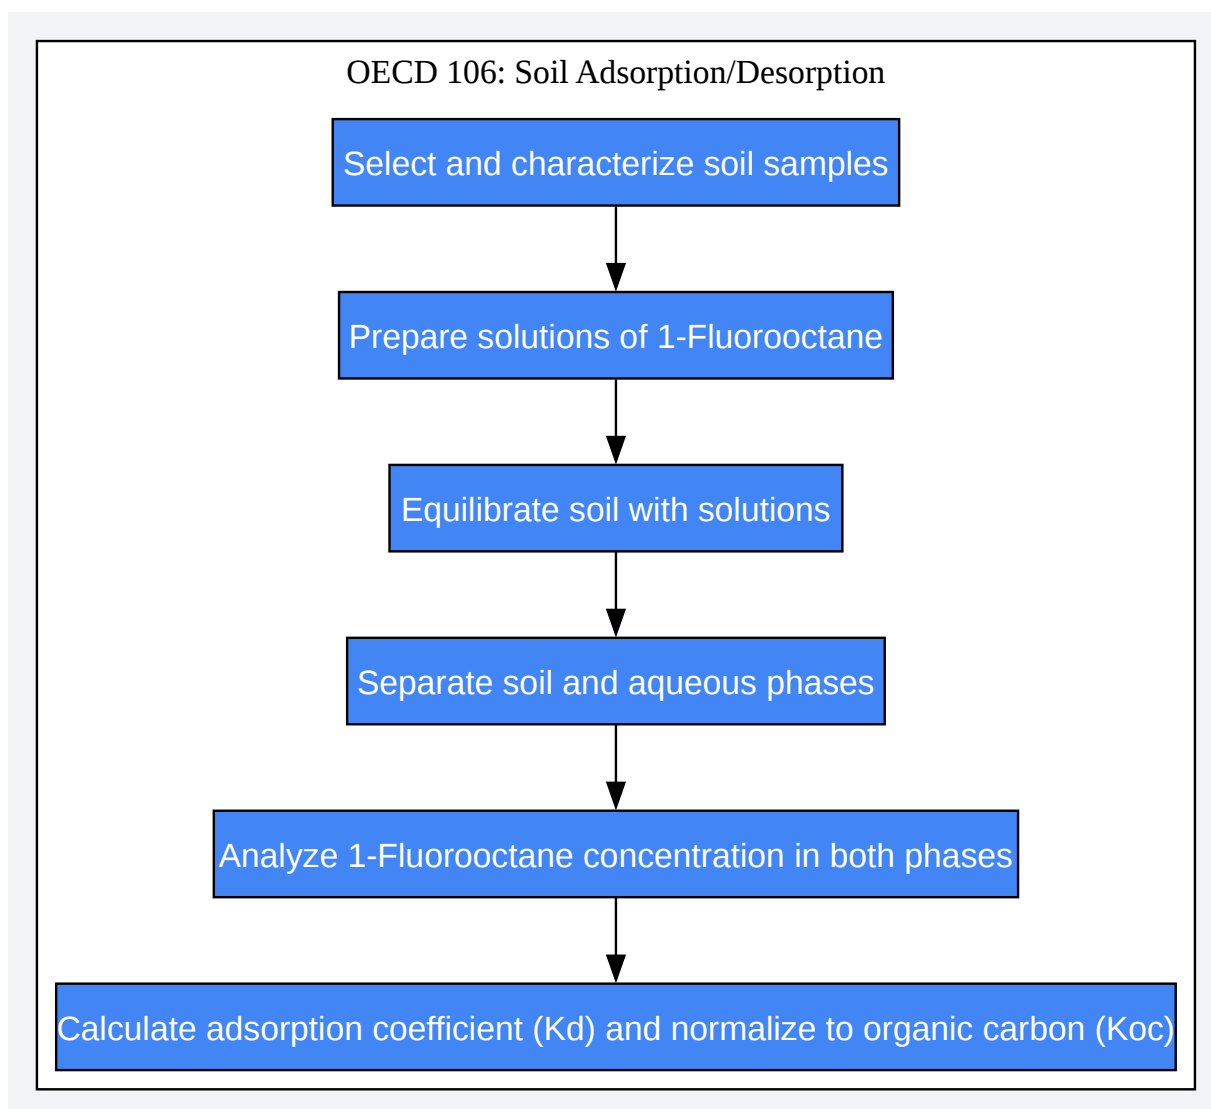 OECD 106: Soil Adsorption/Desorption
Select and characterize soil samples
Prepare solutions of 1-Fluorooctane
Equilibrate soil with solutions
Separate soil and aqueous phases
Analyze 1-Fluorooctane concentration in both phases
Calculate adsorption coefficient (Kd) and normalize to organic carbon (Koc)